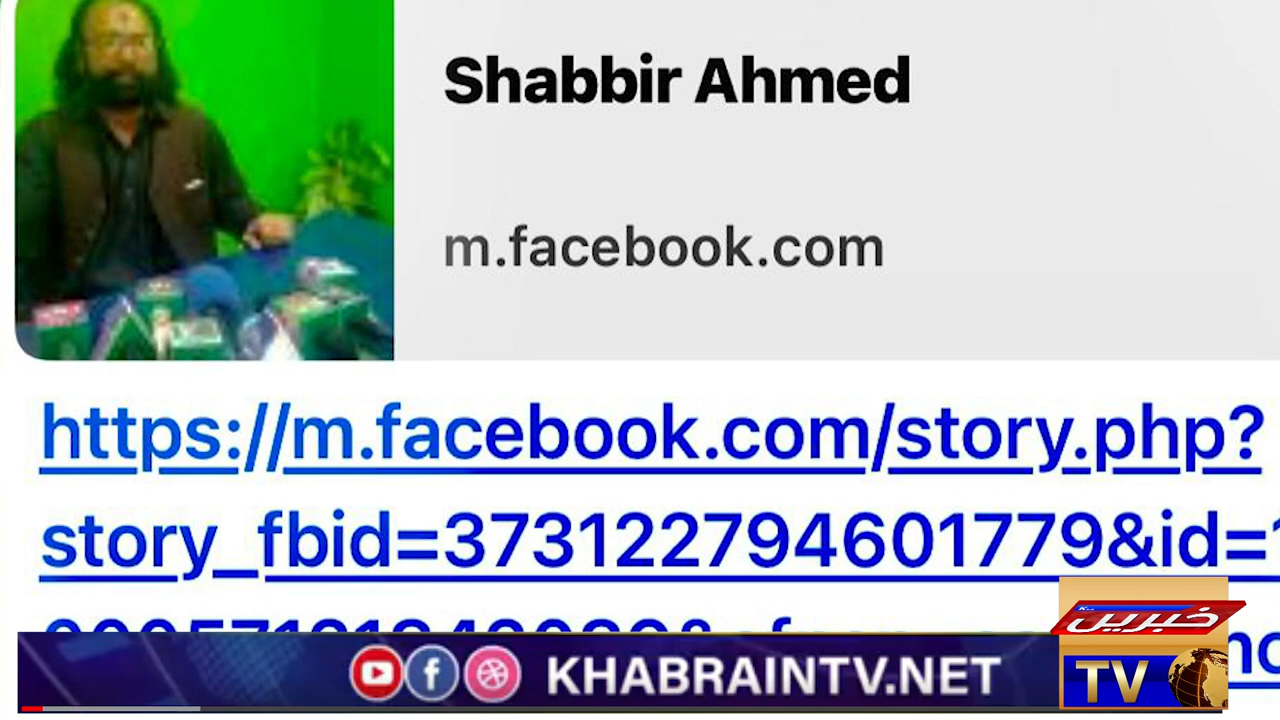 Shabbir Ahmed
m.facebook.com
https://m.facebook.com/story.php?
story_fbid=373122794601779&id=
KHABRAINTV.NET
خبریں
TV